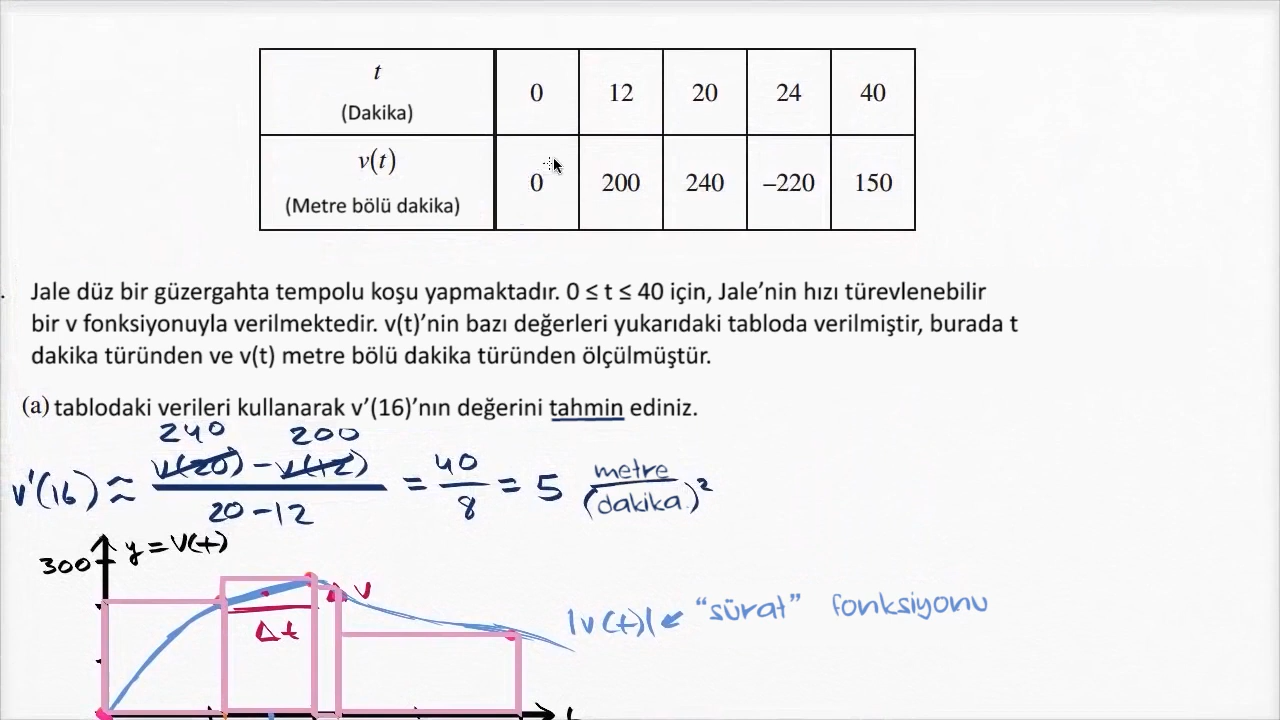 t 0 12 20 24 40
(Dakika)
v(t) 0 200 240 –220 150
(Metre bölü dakika)
Jale düz bir güzergahta tempolu koşu yapmaktadır. 0 ≤ t ≤ 40 için, Jale’nin hızı türevlenebilir
bir v fonksiyonuyla verilmektedir. v(t)’nin bazı değerleri yukarıdaki tabloda verilmiştir, burada t
dakika türünden ve v(t) metre bölü dakika türünden ölçülmüştür.
(a) tablodaki verileri kullanarak v’(16)’nın değerini tahmin ediniz.
240 200
v'(16) ≈ v(20) - v(12) / 20 - 12 = 40 / 8 = 5 metre / (dakika)²
y = v(t)
300
Δ v
Δt
|v(t)| ← “sürat” fonksiyonu